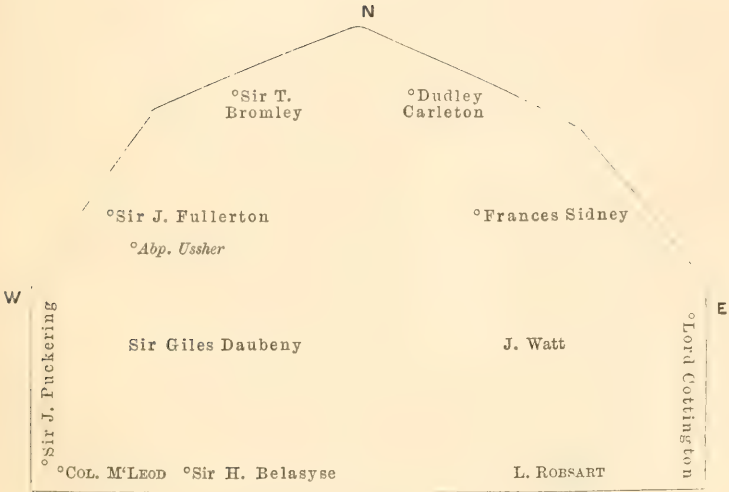 N
°Sir T.
Bromley
°Dudley
Carleton
°Sir J. Fullerton
°Frances Sidney
°Abp. Ussher
W
E
°Sir J. Puckering
Sir Giles Daubeny
J. Watt
°Lord Cottington
°COL. M‘LEOD °Sir H. Belasyse
L. ROBSART